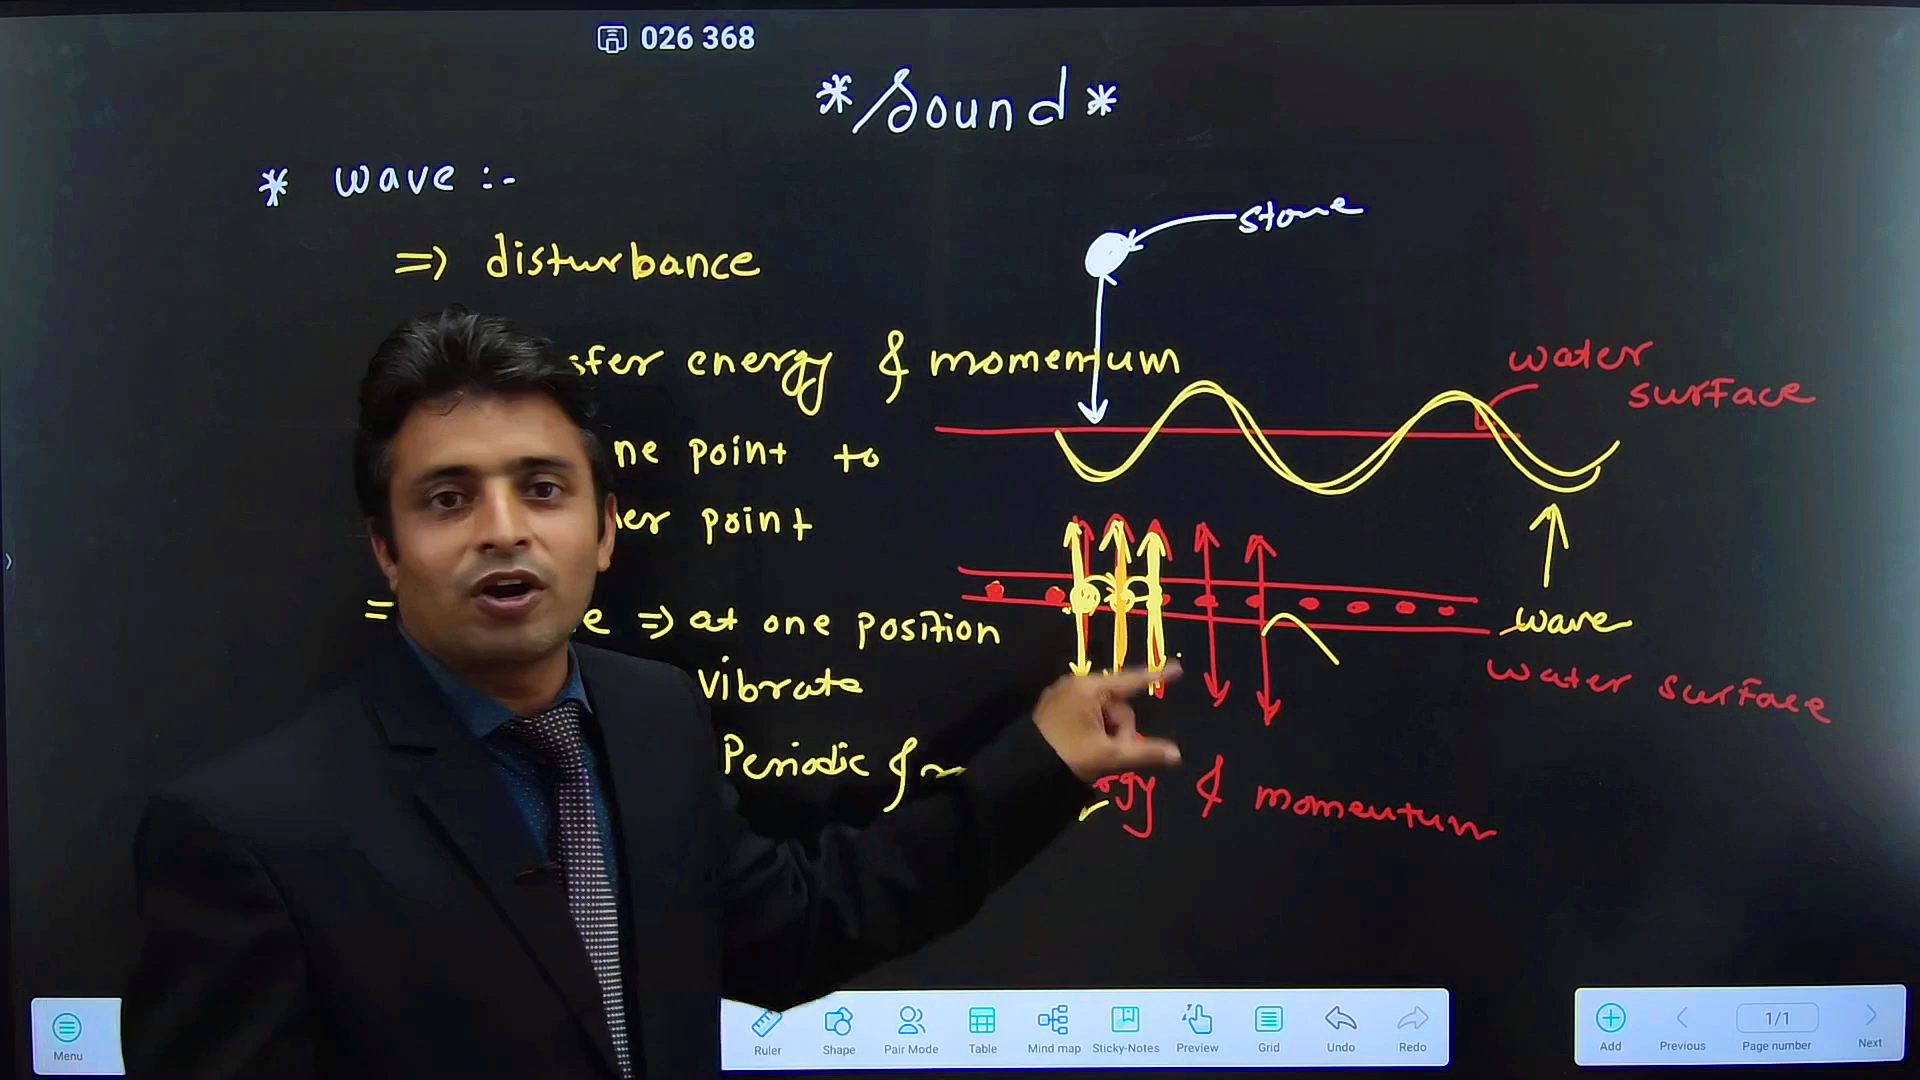 026 368
*Sound*
* wave :-
=> disturbance
stone
sfer energy & momentum
water
surface
ne point to
her point
=
e => at one position
wave
Vibrate
water surface
Periodic &
rgy & momentum
Menu
Ruler
Shape
Pair Mode
Table
Mind map
Sticky-Notes
Preview
Grid
Undo
Redo
Add
Previous
1/1
Page number
Next